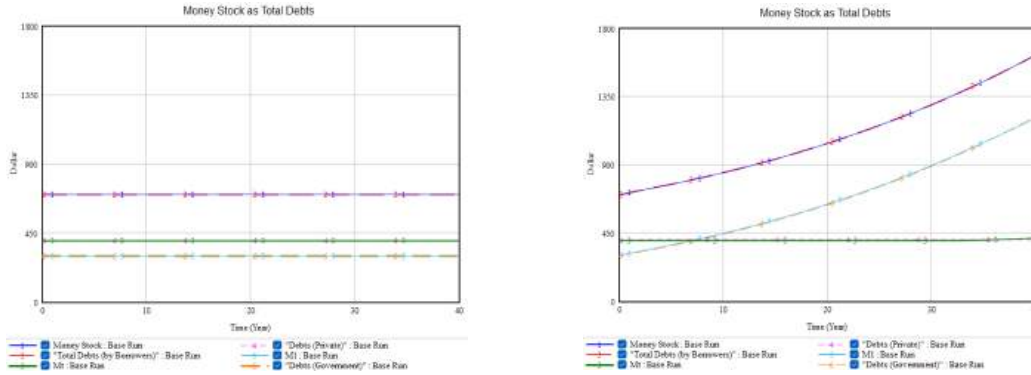 Money Stock as Total Debts
1800
1350
900
450
0
Dollar
0 10 20 30 40
Time (Year)
Money Stock : Base Run
"Total Debts (by Borrowers)" : Base Run
Mt : Base Run
"Debts (Private)" : Base Run
M1 : Base Run
"Debts (Government)" : Base Run
Money Stock as Total Debts
1800
1350
900
450
0
Dollar
0 10 20 30
Time (Year)
Money Stock : Base Run
"Total Debts (by Borrowers)" : Base Run
Mt : Base Run
"Debts (Private)" : Base Run
M1 : Base Run
"Debts (Government)" : Base Run